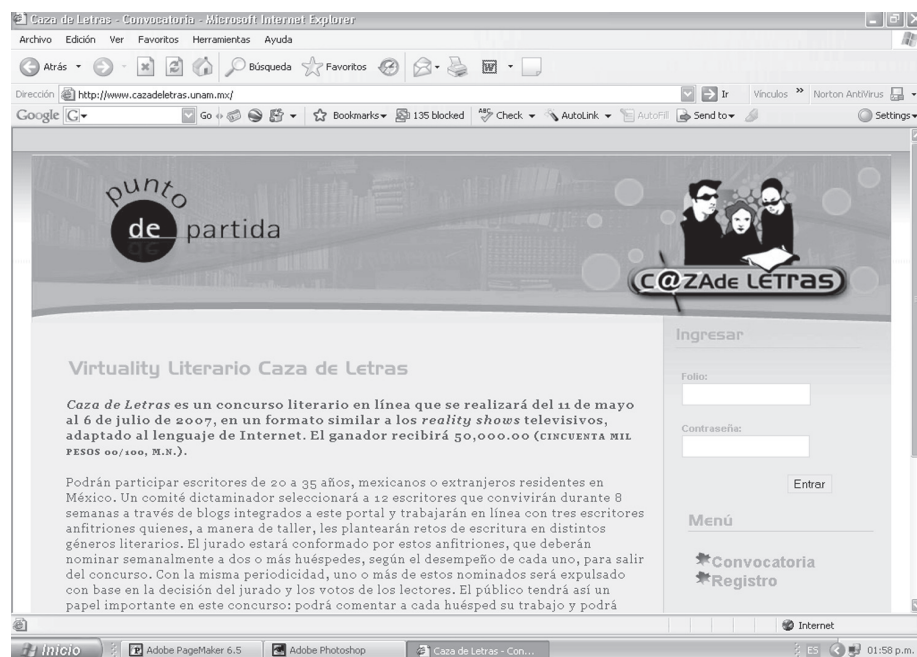 Caza de Letras - Convocatoria - Microsoft Internet Explorer
Archivo Edición Ver Favoritos Herramientas Ayuda
Atrás Búsqueda Favoritos
Dirección http://www.cazadeletras.unam.mx/ Ir Vínculos » Norton AntiVirus
Google G Go Bookmarks 135 blocked ABC Check AutoLink AutoFill Send to Settings
punto
de partida
C@ZAde LETras
Ingresar
Virtuality Literario Caza de Letras
Folio:
Caza de Letras es un concurso literario en línea que se realizará del 11 de mayo
al 6 de julio de 2007, en un formato similar a los reality shows televisivos,
adaptado al lenguaje de Internet. El ganador recibirá 50,000.00 (CINCUENTA MIL
PESOS 00/100, M.N.).
Contraseña:
Entrar
Podrán participar escritores de 20 a 35 años, mexicanos o extranjeros residentes en
México. Un comité dictaminador seleccionará a 12 escritores que convivirán durante 8
semanas a través de blogs integrados a este portal y trabajarán en línea con tres escritores
anfitriones quienes, a manera de taller, les plantearán retos de escritura en distintos
géneros literarios. El jurado estará conformado por estos anfitriones, que deberán
nominar semanalmente a dos o más huéspedes, según el desempeño de cada uno, para salir
del concurso. Con la misma periodicidad, uno o más de estos nominados será expulsado
con base en la decisión del jurado y los votos de los lectores. El público tendrá así un
papel importante en este concurso: podrá comentar a cada huésped su trabajo y podrá
Menú
Convocatoria
Registro
Internet
Inicio Adobe PageMaker 6.5 Adobe Photoshop Caza de Letras - Con... ES 01:58 p.m.